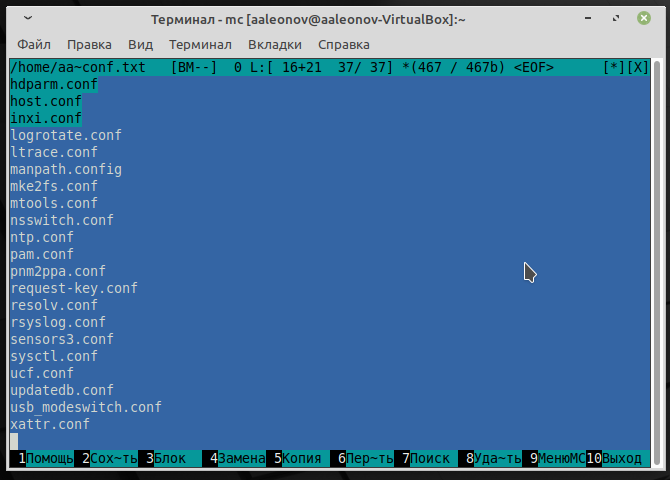 Терминал - mc [aaleonov@aaleonov-VirtualBox]:~
Файл Правка Вид Терминал Вкладки Справка
/home/aa~conf.txt [BM--] 0 L:[ 16+21 37/ 37] *(467 / 467b) <EOF> [*][X]
hdparm.conf
host.conf
inxi.conf
logrotate.conf
ltrace.conf
manpath.config
mke2fs.conf
mtools.conf
nsswitch.conf
ntp.conf
pam.conf
pnm2ppa.conf
request-key.conf
resolv.conf
rsyslog.conf
sensors3.conf
sysctl.conf
ucf.conf
updatedb.conf
usb_modeswitch.conf
xattr.conf
1Помощь 2Сох~ть 3Блок 4Замена 5Копия 6Пер~ть 7Поиск 8Уда~ть 9МенюMC 10Выход